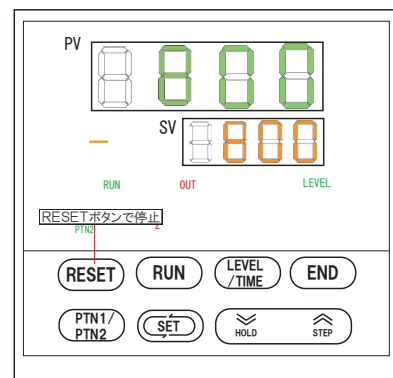 PV
800
SV
800
RUN OUT LEVEL
RESETボタンで停止
PTN2 2
RESET RUN LEVEL
/TIME END
PTN1/
PTN2 SET HOLD STEP